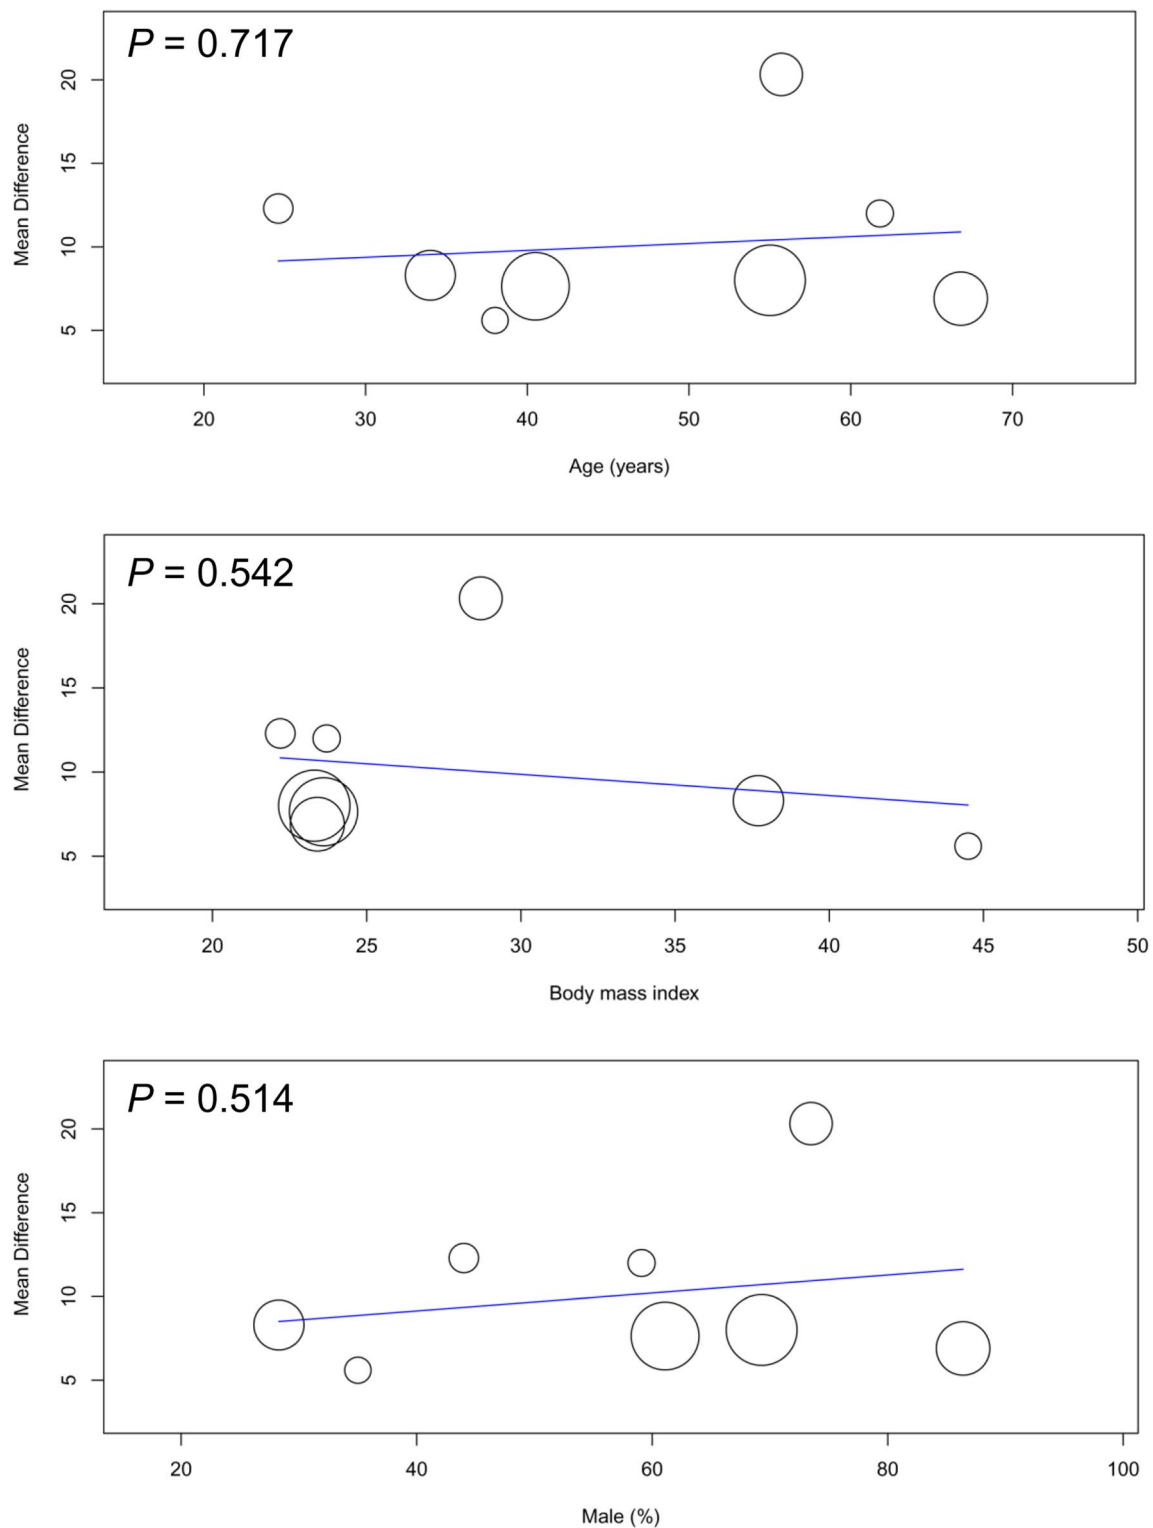 P = 0.717
Mean Difference
20
15
10
5
20 30 40 50 60 70
Age (years)
P = 0.542
Mean Difference
20
15
10
5
20 25 30 35 40 45 50
Body mass index
P = 0.514
Mean Difference
20
15
10
5
20 40 60 80 100
Male (%)